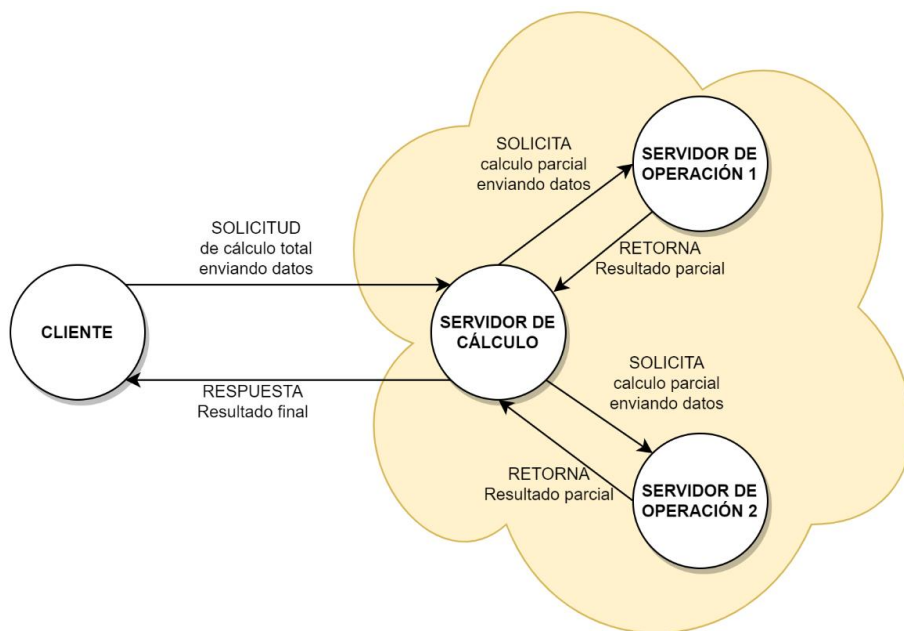 SOLICITA
calculo parcial
enviando datos
SERVIDOR DE
OPERACIÓN 1
SOLICITUD
de cálculo total
enviando datos
RETORNA
Resultado parcial
CLIENTE
SERVIDOR DE
CÁLCULO
RESPUESTA
Resultado final
SOLICITA
calculo parcial
enviando datos
RETORNA
Resultado parcial
SERVIDOR DE
OPERACIÓN 2